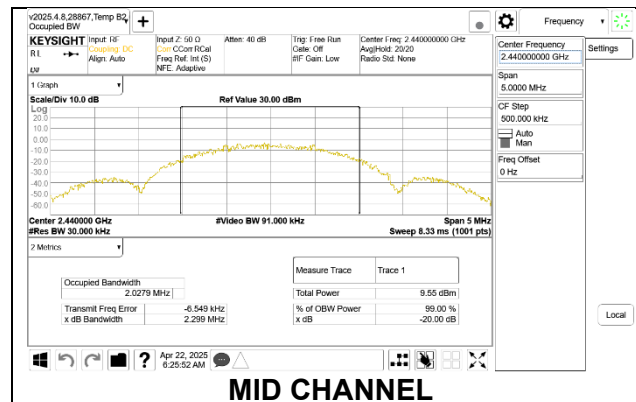 v2025.4.8,28867,Temp B2
Occupied BW
Frequency
KEYSIGHT Input: RF Input Z: 50 Ω Atten: 40 dB Trig: Free Run Center Freq: 2.440000000 GHz
R L Coupling: DC Corr CCorr RCal Gate: Off Avg|Hold: 20/20
Align: Auto Freq Ref: Int (S) #IF Gain: Low Radio Std: None
NFE: Adaptive
Center Frequency
2.440000000 GHz
Settings
Span
5.0000 MHz
CF Step
500.000 kHz
Auto
Man
Freq Offset
0 Hz
Local
1 Graph
Scale/Div 10.0 dB Ref Value 30.00 dBm
Log
20.0
10.0
0.0
-10.0
-20.0
-30.0
-40.0
-50.0
-60.0
Center 2.440000 GHz #Video BW 91.000 kHz Span 5 MHz
#Res BW 30.000 kHz Sweep 8.33 ms (1001 pts)
2 Metrics
Measure Trace Trace 1
Occupied Bandwidth
2.0279 MHz Total Power 9.55 dBm
Transmit Freq Error -6.549 kHz % of OBW Power 99.00 %
x dB Bandwidth 2.299 MHz x dB -20.00 dB
Apr 22, 2025
6:25:52 AM
MID CHANNEL